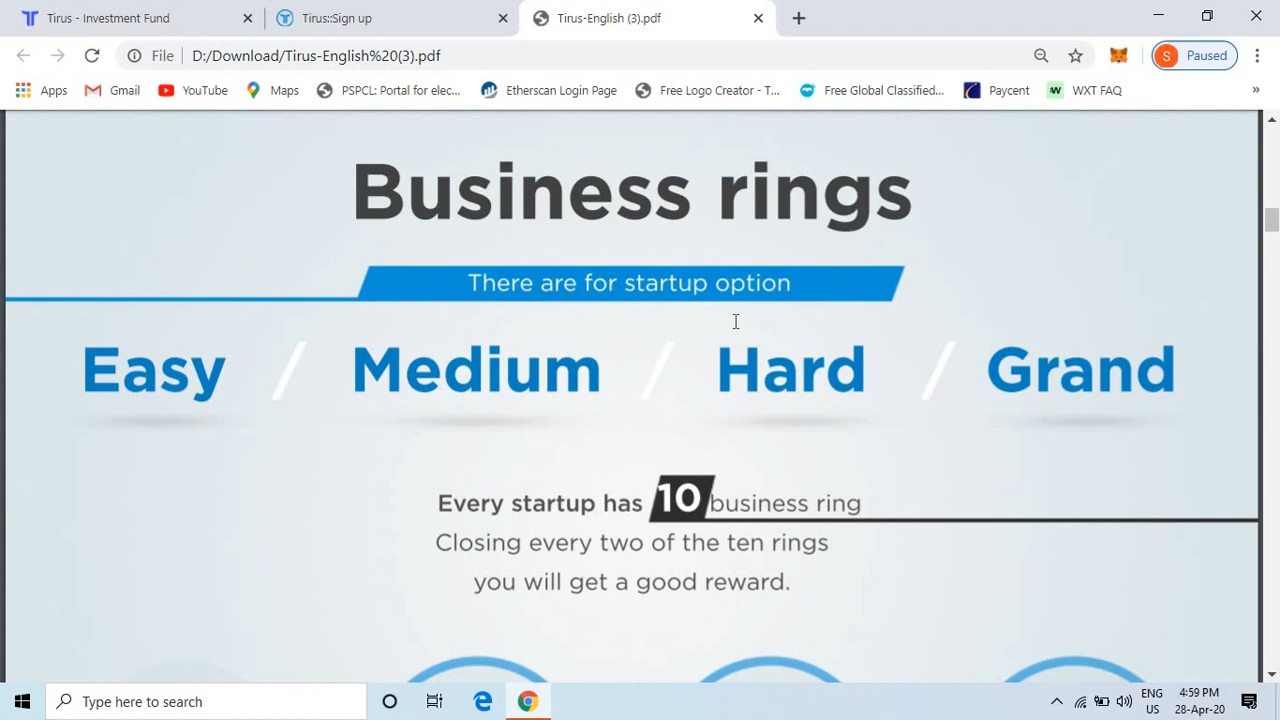 Tirus - Investment Fund
Tirus::Sign up
Tirus-English (3).pdf
File
D:/Download/Tirus-English%20(3).pdf
S Paused
Apps
Gmail
YouTube
Maps
PSPCL: Portal for elec...
Etherscan Login Page
Free Logo Creator - T...
Free Global Classified...
Paycent
w WXT FAQ
»
Business rings
There are for startup option
Easy / Medium / Hard / Grand
Every startup has 10 business ring
Closing every two of the ten rings
you will get a good reward.
Type here to search
ENG
US
4:59 PM
28-Apr-20